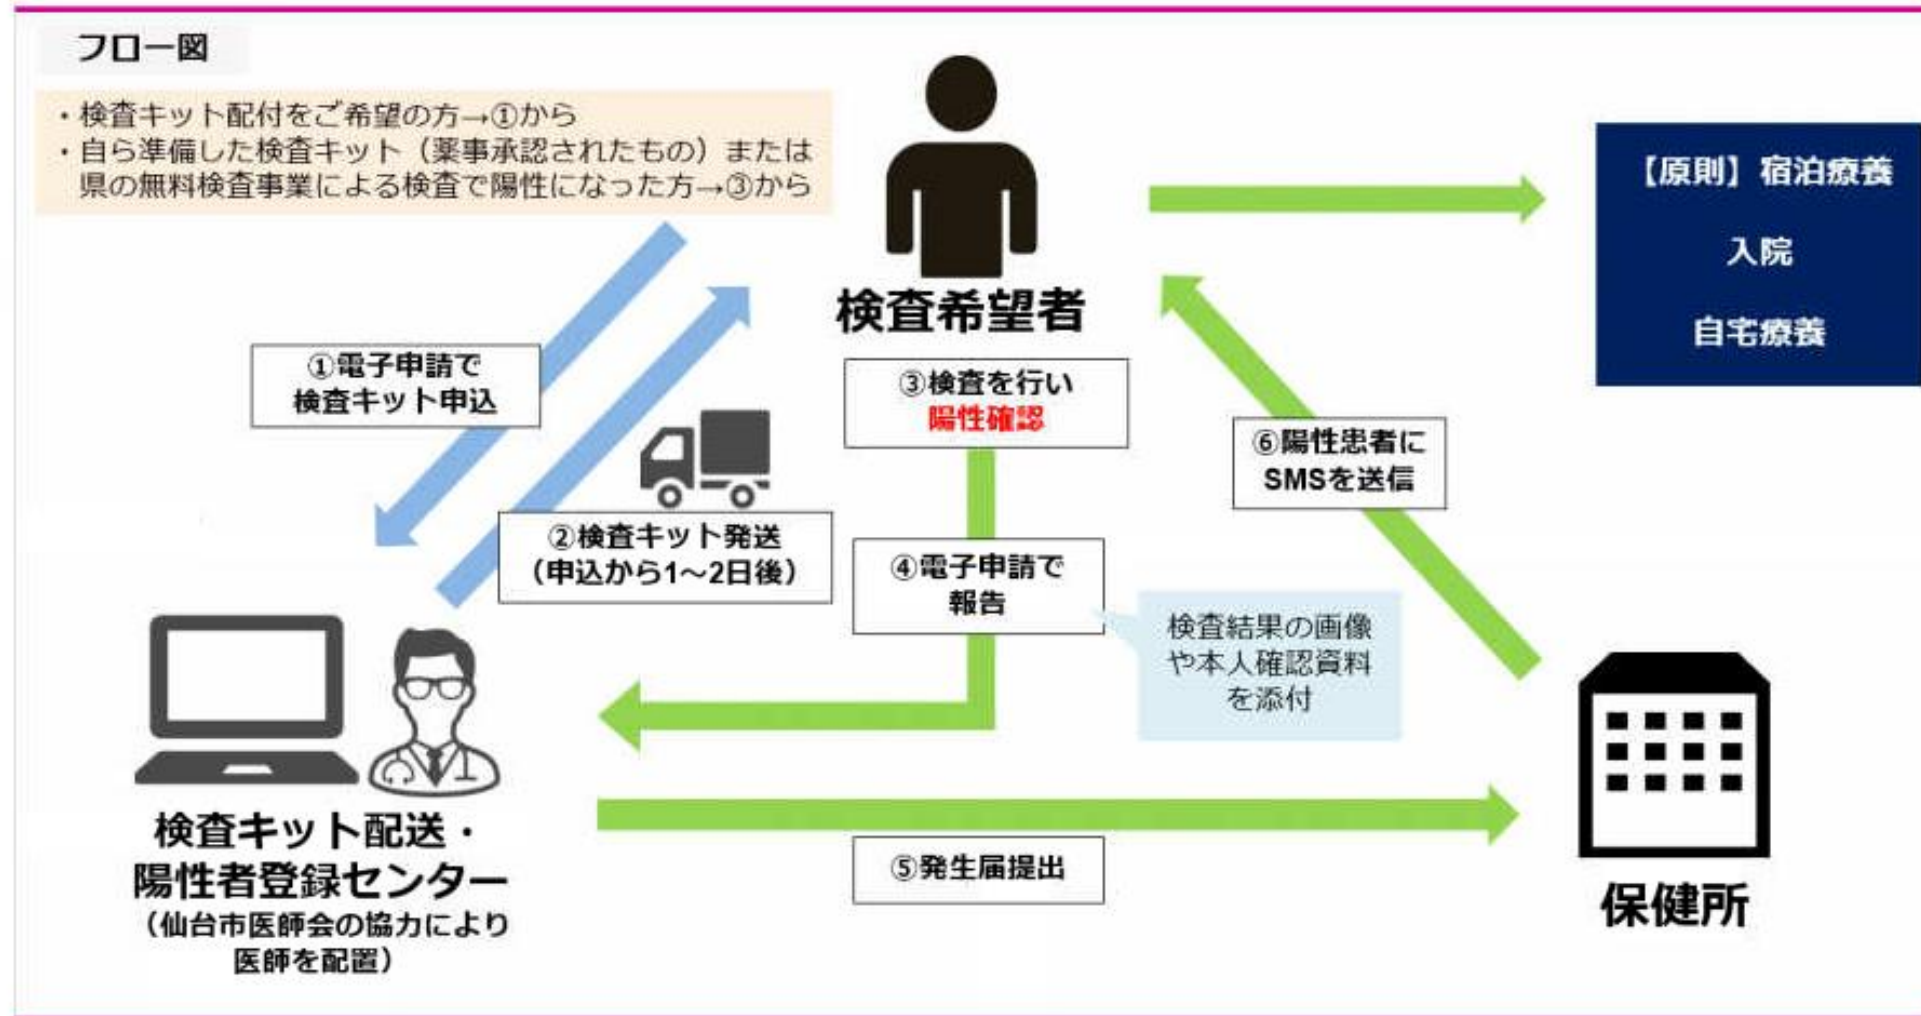 フロー図
・検査キット配付をご希望の方→①から
・自ら準備した検査キット（薬事承認されたもの）または
県の無料検査事業による検査で陽性になった方→③から
検査希望者
【原則】宿泊療養
入院
自宅療養
①電子申請で
検査キット申込
②検査キット発送
（申込から1～2日後）
③検査を行い
陽性確認
④電子申請で
報告
検査結果の画像
や本人確認資料
を添付
⑥陽性患者に
SMSを送信
検査キット配送・
陽性者登録センター
（仙台市医師会の協力により
医師を配置）
⑤発生届提出
保健所